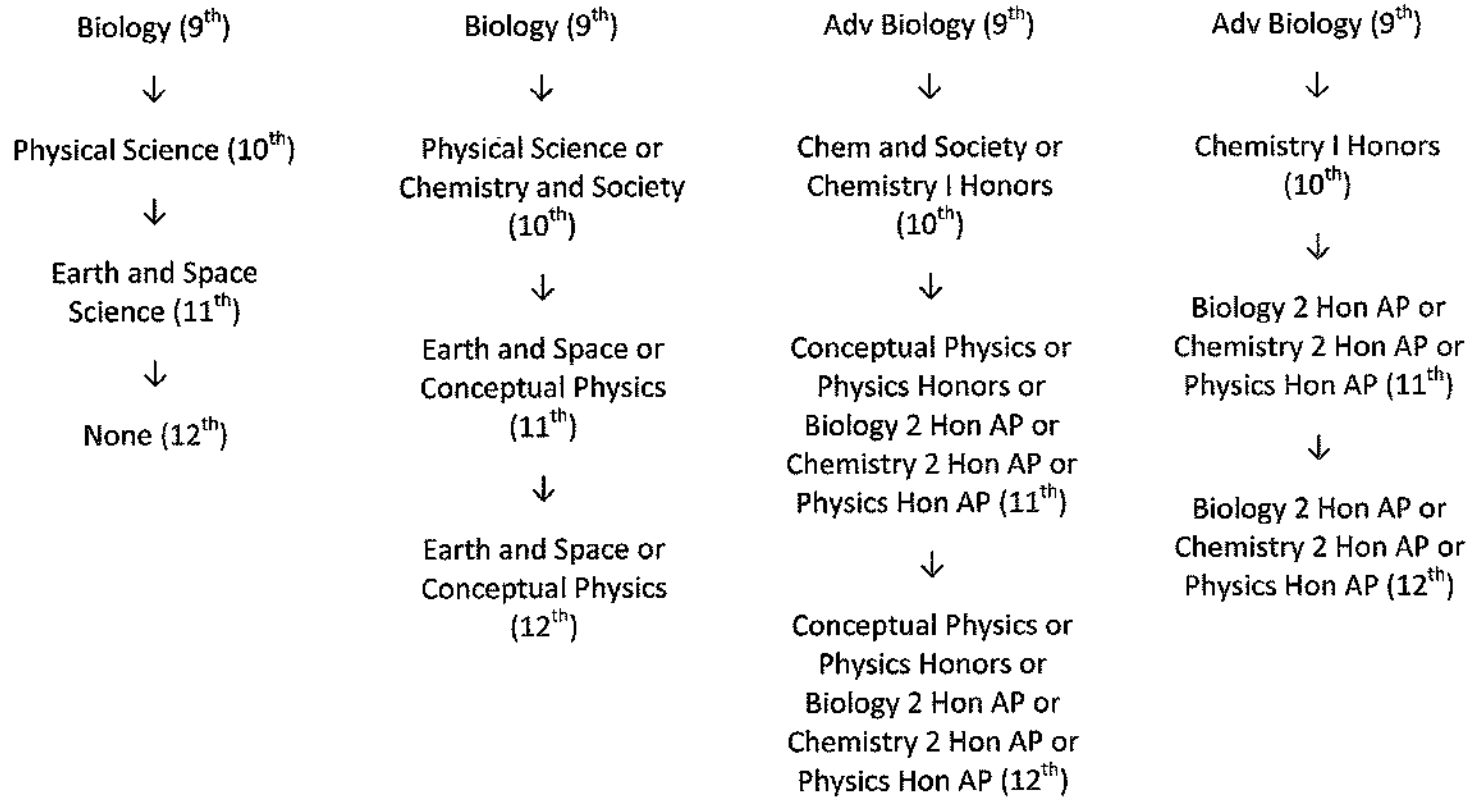 Biology (9th)
↓
Physical Science (10th)
↓
Earth and Space
Science (11th)
↓
None (12th)
Biology (9th)
↓
Physical Science or
Chemistry and Society
(10th)
↓
Earth and Space or
Conceptual Physics
(11th)
↓
Earth and Space or
Conceptual Physics
(12th)
Adv Biology (9th)
↓
Chem and Society or
Chemistry I Honors
(10th)
↓
Conceptual Physics or
Physics Honors or
Biology 2 Hon AP or
Chemistry 2 Hon AP or
Physics Hon AP (11th)
↓
Conceptual Physics or
Physics Honors or
Biology 2 Hon AP or
Chemistry 2 Hon AP or
Physics Hon AP (12th)
Adv Biology (9th)
↓
Chemistry I Honors
(10th)
↓
Biology 2 Hon AP or
Chemistry 2 Hon AP or
Physics Hon AP (11th)
↓
Biology 2 Hon AP or
Chemistry 2 Hon AP or
Physics Hon AP (12th)